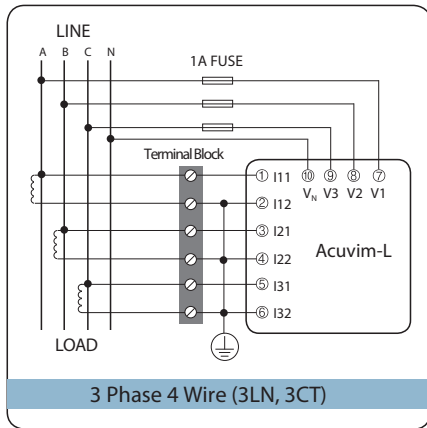 LINE
A B C N
1A FUSE
Terminal Block
① I11 ⑩ ⑨ ⑧ ⑦
V_N V3 V2 V1
② I12
③ I21
Acuvim-L
④ I22
⑤ I31
⑥ I32
LOAD
3 Phase 4 Wire (3LN, 3CT)